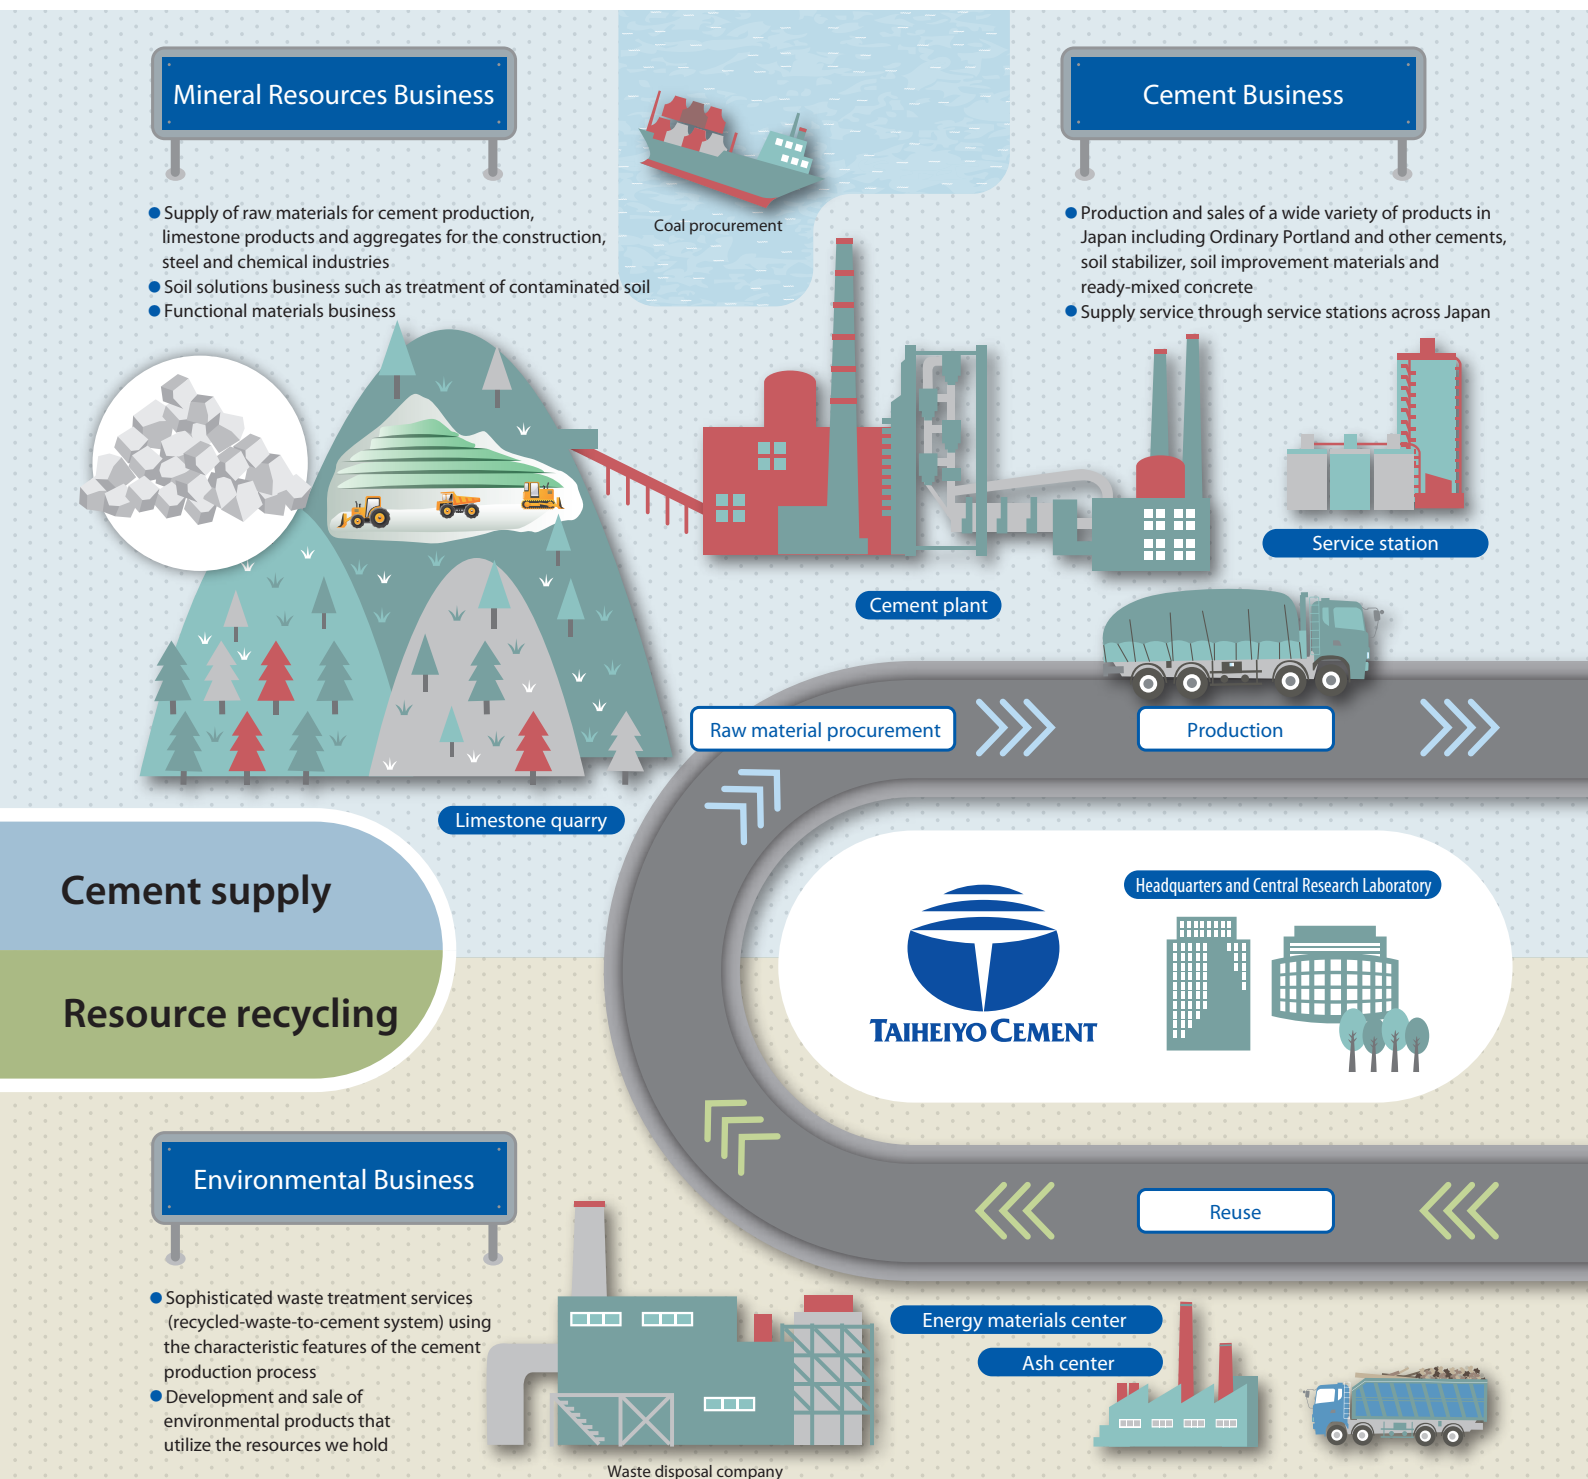 Mineral Resources Business
● Supply of raw materials for cement production,
limestone products and aggregates for the construction,
steel and chemical industries
● Soil solutions business such as treatment of contaminated soil
● Functional materials business
Coal procurement
Cement Business
● Production and sales of a wide variety of products in
Japan including Ordinary Portland and other cements,
soil stabilizer, soil improvement materials and
ready-mixed concrete
● Supply service through service stations across Japan
Service station
Cement plant
Raw material procurement
Production
Limestone quarry
Cement supply
Resource recycling
Headquarters and Central Research Laboratory
TAIHEIYO CEMENT
Environmental Business
● Sophisticated waste treatment services
(recycled-waste-to-cement system) using
the characteristic features of the cement
production process
● Development and sale of
environmental products that
utilize the resources we hold
Reuse
Energy materials center
Ash center
Waste disposal company